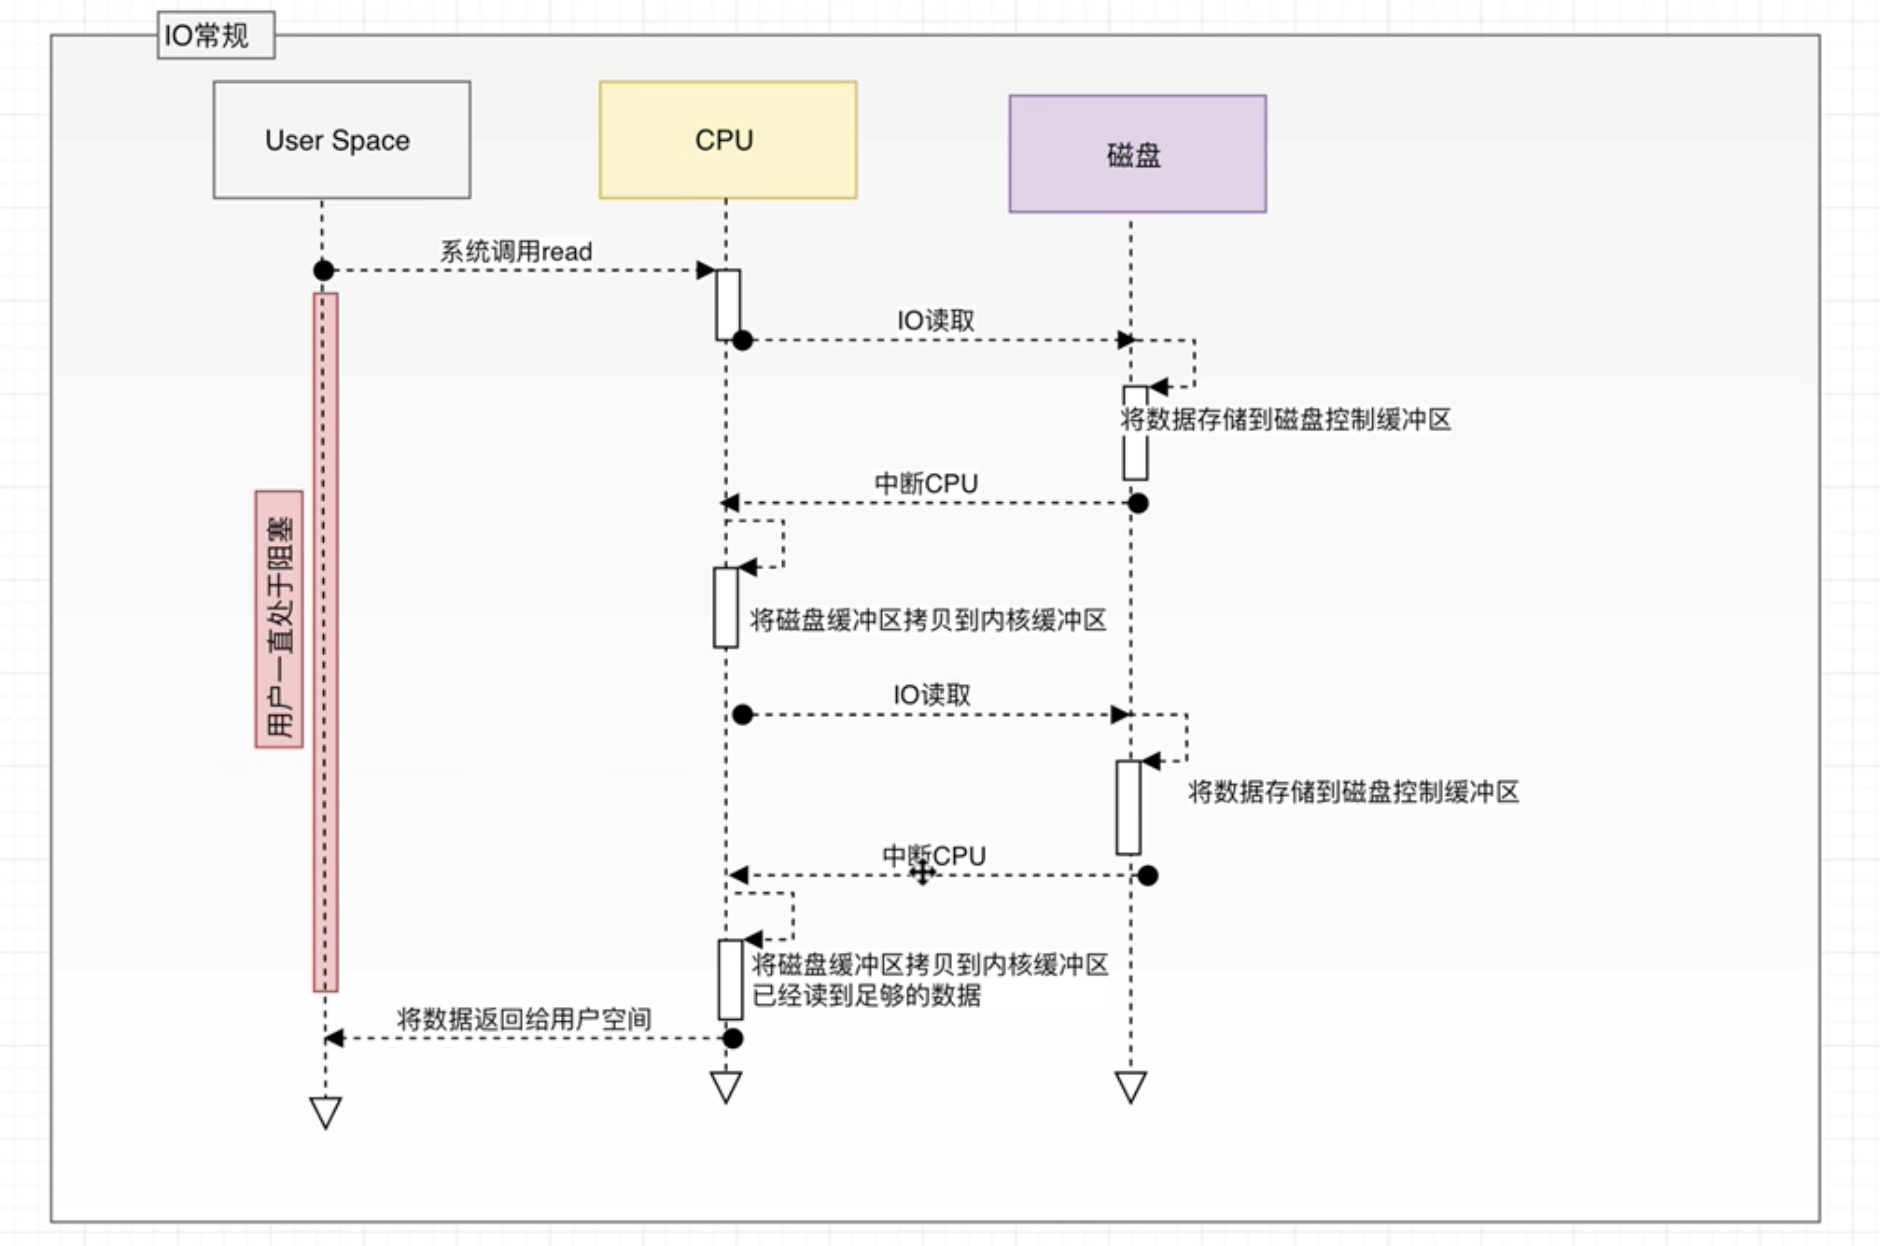 IO常规
User Space
CPU
磁盘
系统调用read
IO读取
将数据存储到磁盘控制缓冲区
中断CPU
用户一直处于阻塞
将磁盘缓冲区拷贝到内核缓冲区
IO读取
将数据存储到磁盘控制缓冲区
中断CPU
将磁盘缓冲区拷贝到内核缓冲区
已经读到足够的数据
将数据返回给用户空间